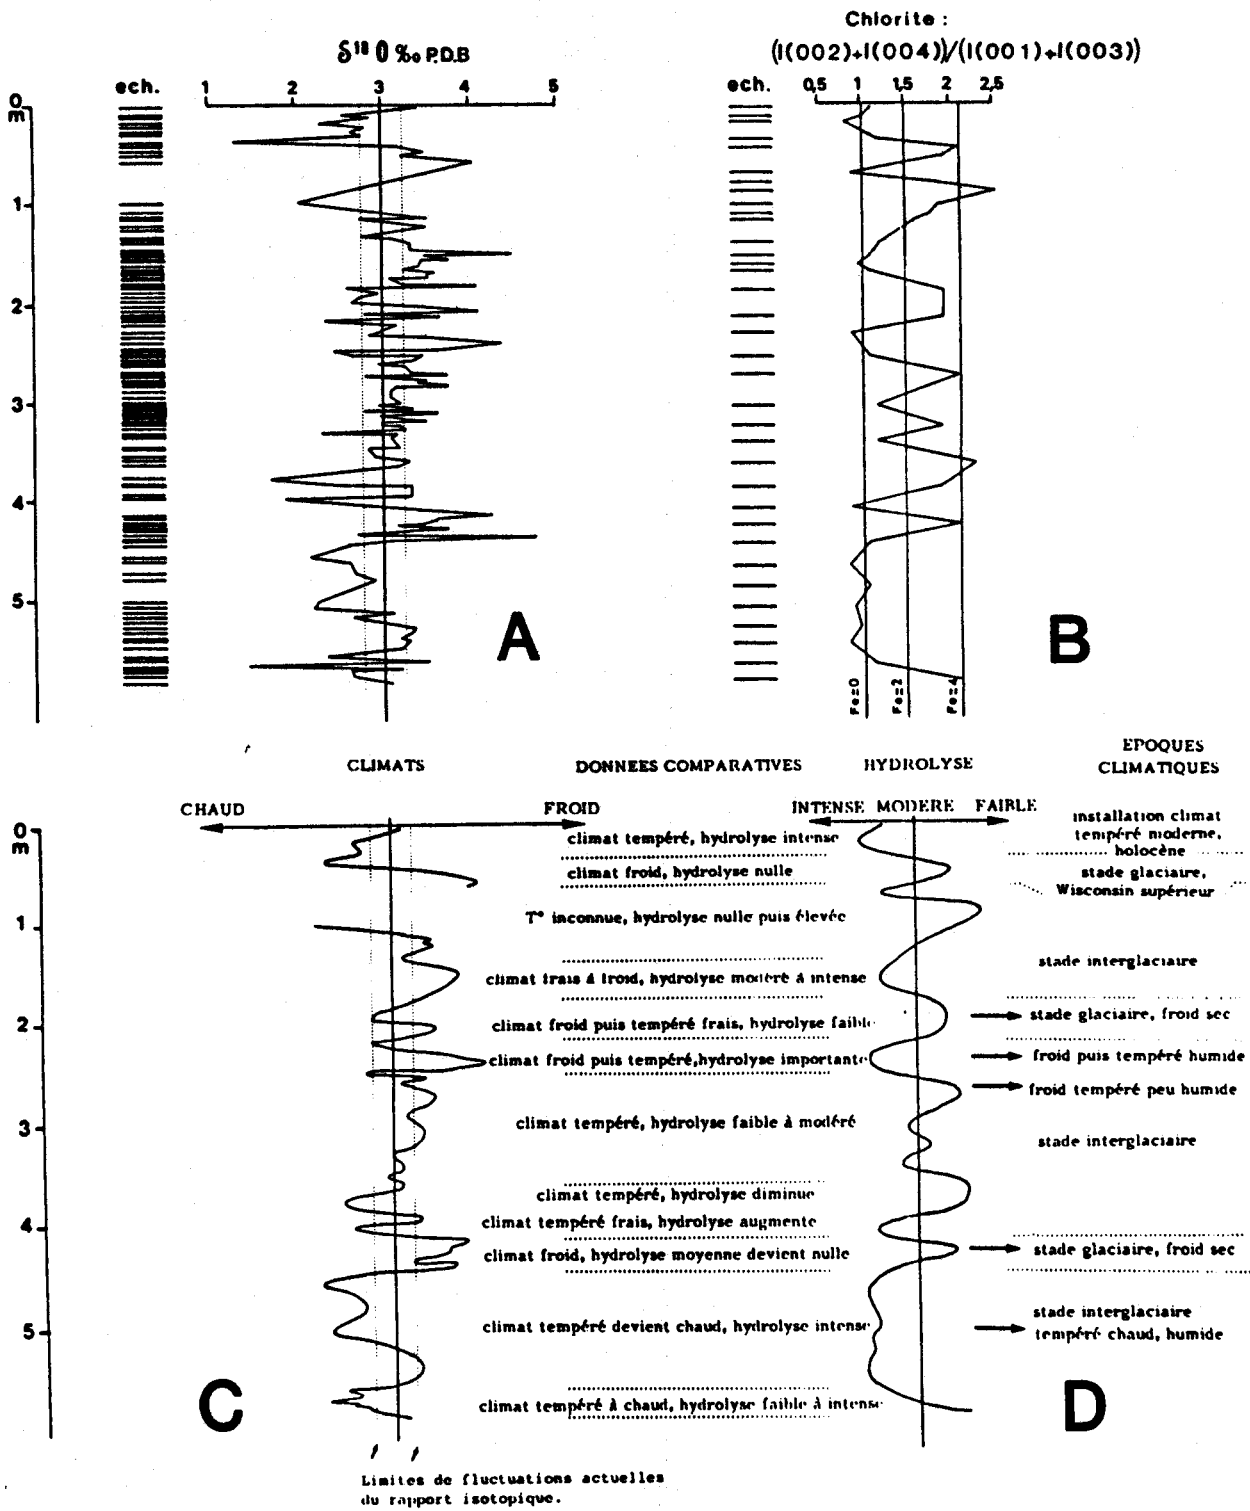 Chlorite :
δ¹⁸O ‰ P.D.B
(I(002)+I(004))/(I(001)+I(003))
ech.
1 2 3 4 5
ech.
0,5 1 1,5 2 2,5
0
m
1
2
3
4
5
A
B
Fe=0
Fe=2
Fe=4
EPOQUES
CLIMATIQUES
CLIMATS
DONNEES COMPARATIVES
HYDROLYSE
CHAUD
FROID
INTENSE MODERE FAIBLE
0
m
1
2
3
4
5
climat tempéré, hydrolyse intense
climat froid, hydrolyse nulle
T° inconnue, hydrolyse nulle puis élevée
climat frais à froid, hydrolyse modéré à intense
climat froid puis tempéré frais, hydrolyse faible
climat froid puis tempéré, hydrolyse importante
climat tempéré, hydrolyse faible à modéré
climat tempéré, hydrolyse diminue
climat tempéré frais, hydrolyse augmente
climat froid, hydrolyse moyenne devient nulle
climat tempéré devient chaud, hydrolyse intense
climat tempéré à chaud, hydrolyse faible à intense
installation climat
tempéré moderne,
holocène
stade glaciaire,
Wisconsin supérieur
stade interglaciaire
stade glaciaire, froid sec
froid puis tempéré humide
froid tempéré peu humide
stade interglaciaire
stade glaciaire, froid sec
stade interglaciaire
tempéré chaud, humide
C
D
Limites de fluctuations actuelles
du rapport isotopique.